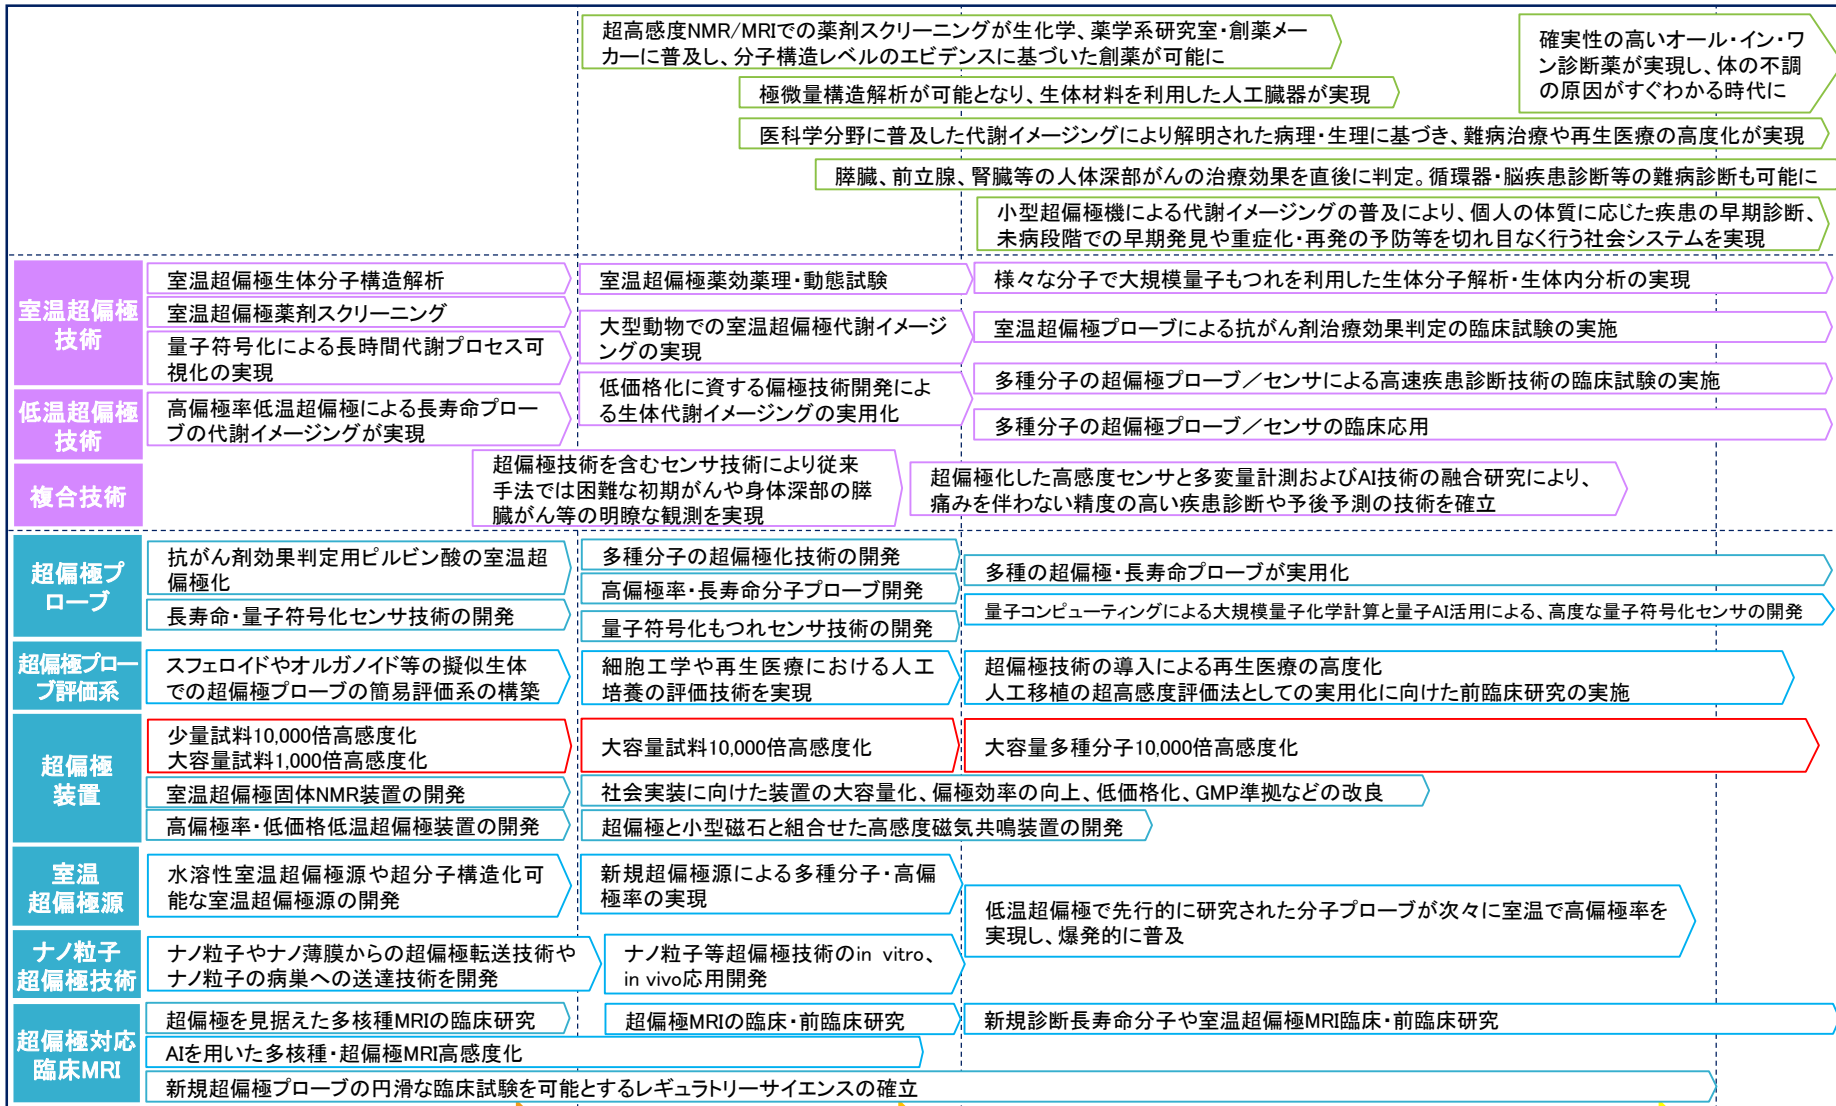 超高感度NMR/MRIでの薬剤スクリーニングが生化学、薬学系研究室・創薬メー
カーに普及し、分子構造レベルのエビデンスに基づいた創薬が可能に
確実性の高いオール・イン・ワ
ン診断薬が実現し、体の不調
の原因がすぐわかる時代に
極微量構造解析が可能となり、生体材料を利用した人工臓器が実現
医科学分野に普及した代謝イメージングにより解明された病理・生理に基づき、難病治療や再生医療の高度化が実現
膵臓、前立腺、腎臓等の人体深部がんの治療効果を直後に判定。循環器・脳疾患診断等の難病診断も可能に
小型超偏極機による代謝イメージングの普及により、個人の体質に応じた疾患の早期診断、
未病段階での早期発見や重症化・再発の予防等を切れ目なく行う社会システムを実現
室温超偏極
技術
室温超偏極生体分子構造解析
室温超偏極薬剤スクリーニング
量子符号化による長時間代謝プロセス可
視化の実現
室温超偏極薬効薬理・動態試験
大型動物での室温超偏極代謝イメージ
ングの実現
低価格化に資する偏極技術開発によ
る生体代謝イメージングの実用化
様々な分子で大規模量子もつれを利用した生体分子解析・生体内分析の実現
室温超偏極プローブによる抗がん剤治療効果判定の臨床試験の実施
多種分子の超偏極プローブ／センサによる高速疾患診断技術の臨床試験の実施
多種分子の超偏極プローブ／センサの臨床応用
低温超偏極
技術
高偏極率低温超偏極による長寿命プロー
ブの代謝イメージングが実現
複合技術
超偏極技術を含むセンサ技術により従来
手法では困難な初期がんや身体深部の膵
臓がん等の明瞭な観測を実現
超偏極化した高感度センサと多変量計測およびAI技術の融合研究により、
痛みを伴わない精度の高い疾患診断や予後予測の技術を確立
超偏極プ
ローブ
抗がん剤効果判定用ピルビン酸の室温超
偏極化
長寿命・量子符号化センサ技術の開発
多種分子の超偏極化技術の開発
高偏極率・長寿命分子プローブ開発
量子符号化もつれセンサ技術の開発
多種の超偏極・長寿命プローブが実用化
量子コンピューティングによる大規模量子化学計算と量子AI活用による、高度な量子符号化センサの開発
超偏極プロー
ブ評価系
スフェロイドやオルガノイド等の擬似生体
での超偏極プローブの簡易評価系の構築
細胞工学や再生医療における人工
培養の評価技術を実現
超偏極技術の導入による再生医療の高度化
人工移植の超高感度評価法としての実用化に向けた前臨床研究の実施
超偏極
装置
少量試料10,000倍高感度化
大容量試料1,000倍高感度化
大容量試料10,000倍高感度化
大容量多種分子10,000倍高感度化
室温超偏極固体NMR装置の開発
社会実装に向けた装置の大容量化、偏極効率の向上、低価格化、GMP準拠などの改良
高偏極率・低価格低温超偏極装置の開発
超偏極と小型磁石と組合せた高感度磁気共鳴装置の開発
室温
超偏極源
水溶性室温超偏極源や超分子構造化可
能な室温超偏極源の開発
新規超偏極源による多種分子・高偏
極率の実現
低温超偏極で先行的に研究された分子プローブが次々に室温で高偏極率を
実現し、爆発的に普及
ナノ粒子
超偏極技術
ナノ粒子やナノ薄膜からの超偏極転送技術や
ナノ粒子の病巣への送達技術を開発
ナノ粒子等超偏極技術のin vitro、
in vivo応用開発
超偏極対応
臨床MRI
超偏極を見据えた多核種MRIの臨床研究
超偏極MRIの臨床・前臨床研究
新規診断長寿命分子や室温超偏極MRI臨床・前臨床研究
AIを用いた多核種・超偏極MRI高感度化
新規超偏極プローブの円滑な臨床試験を可能とするレギュラトリーサイエンスの確立